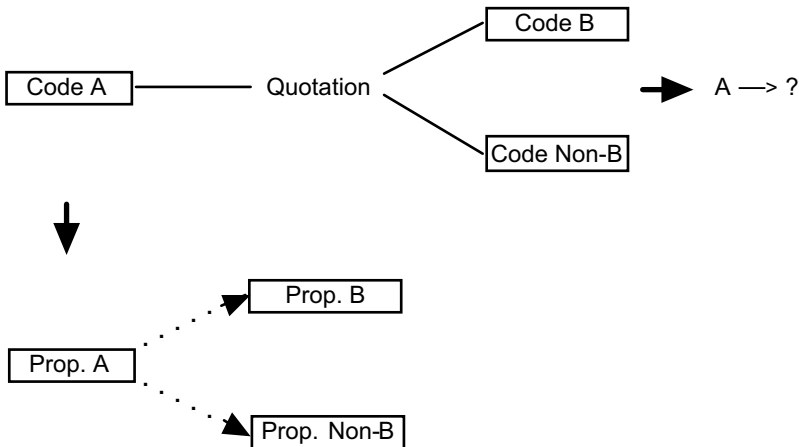 Code B
Code A
Quotation
A —> ?
Code Non-B
Prop. B
Prop. A
Prop. Non-B